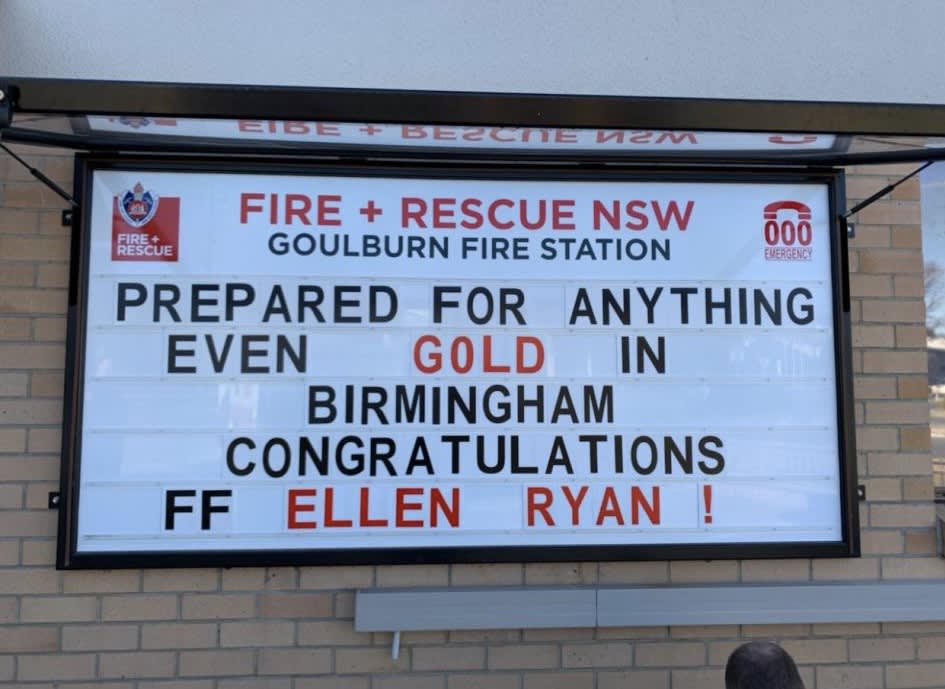 FIRE + RESCUE NSW
FIRE + RESCUE
FIRE + RESCUE NSW
GOULBURN FIRE STATION
000
EMERGENCY
PREPARED FOR ANYTHING
EVEN GOLD IN
BIRMINGHAM
CONGRATULATIONS
FF ELLEN RYAN !